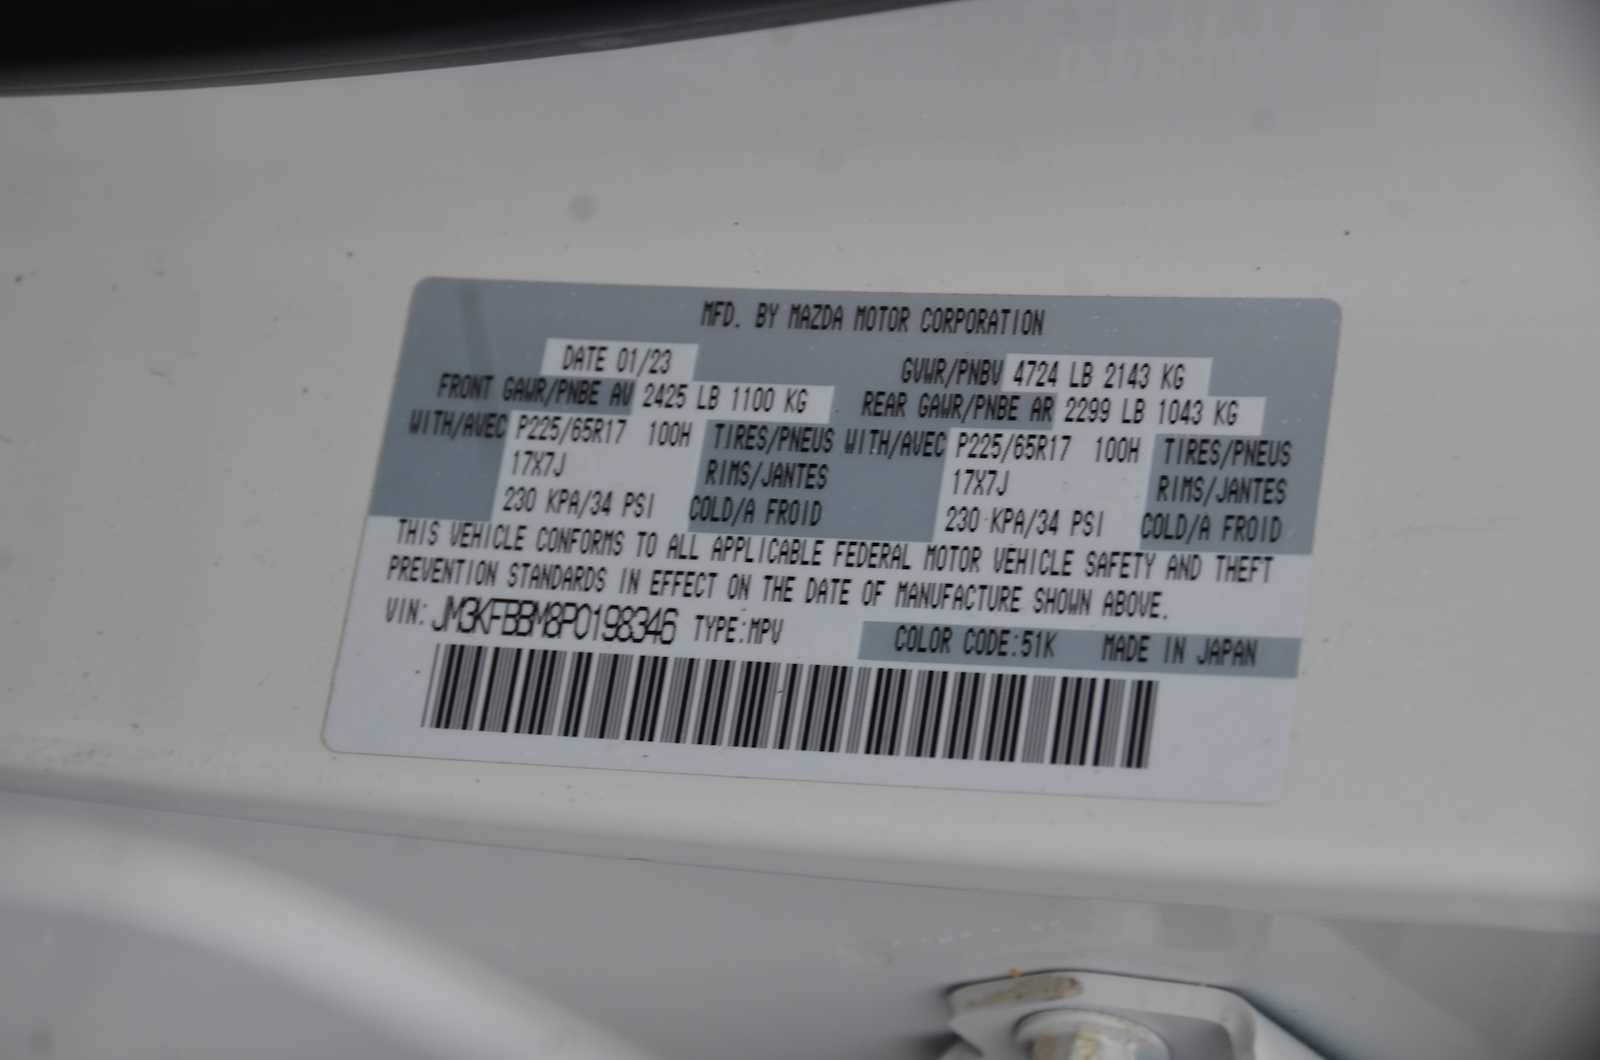 MFD. BY MAZDA MOTOR CORPORATION
DATE 01/23 GVWR/PNBV 4724 LB 2143 KG
FRONT GAWR/PNBE AV 2425 LB 1100 KG REAR GAWR/PNBE AR 2299 LB 1043 KG
WITH/AVEC P225/65R17 100H TIRES/PNEUS WITH/AVEC P225/65R17 100H TIRES/PNEUS
17X7J RIMS/JANTES 17X7J RIMS/JANTES
230 KPA/34 PSI COLD/A FROID 230 KPA/34 PSI COLD/A FROID
THIS VEHICLE CONFORMS TO ALL APPLICABLE FEDERAL MOTOR VEHICLE SAFETY AND THEFT
PREVENTION STANDARDS IN EFFECT ON THE DATE OF MANUFACTURE SHOWN ABOVE.
VIN: JM3KFBBM8P0198346 TYPE:MPV COLOR CODE:51K MADE IN JAPAN